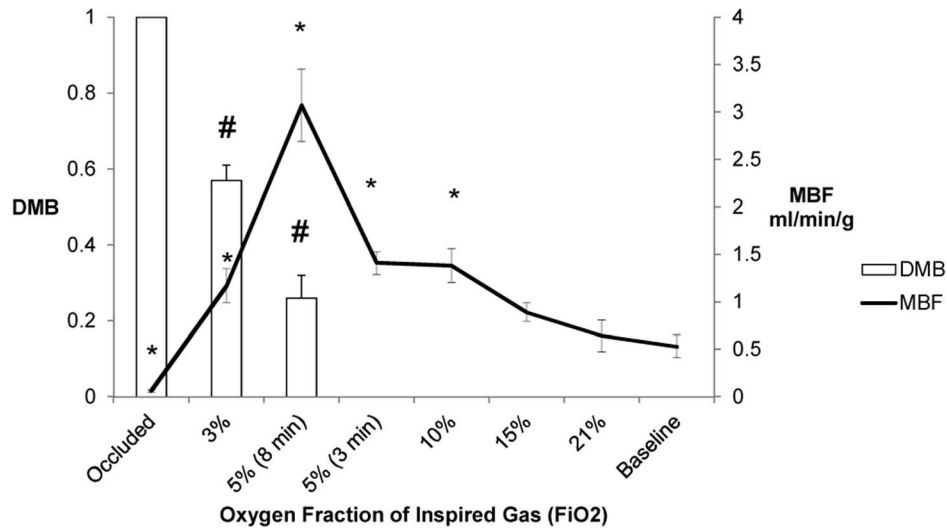 1
0.8
0.6
0.4
0.2
0
DMB
4
3.5
3
2.5
2
1.5
1
0.5
0
MBF
ml/min/g
*
#
*
*
#
*
*
DMB
MBF
Occluded
3%
5% (8 min)
5% (3 min)
10%
15%
21%
Baseline
Oxygen Fraction of Inspired Gas (FiO2)